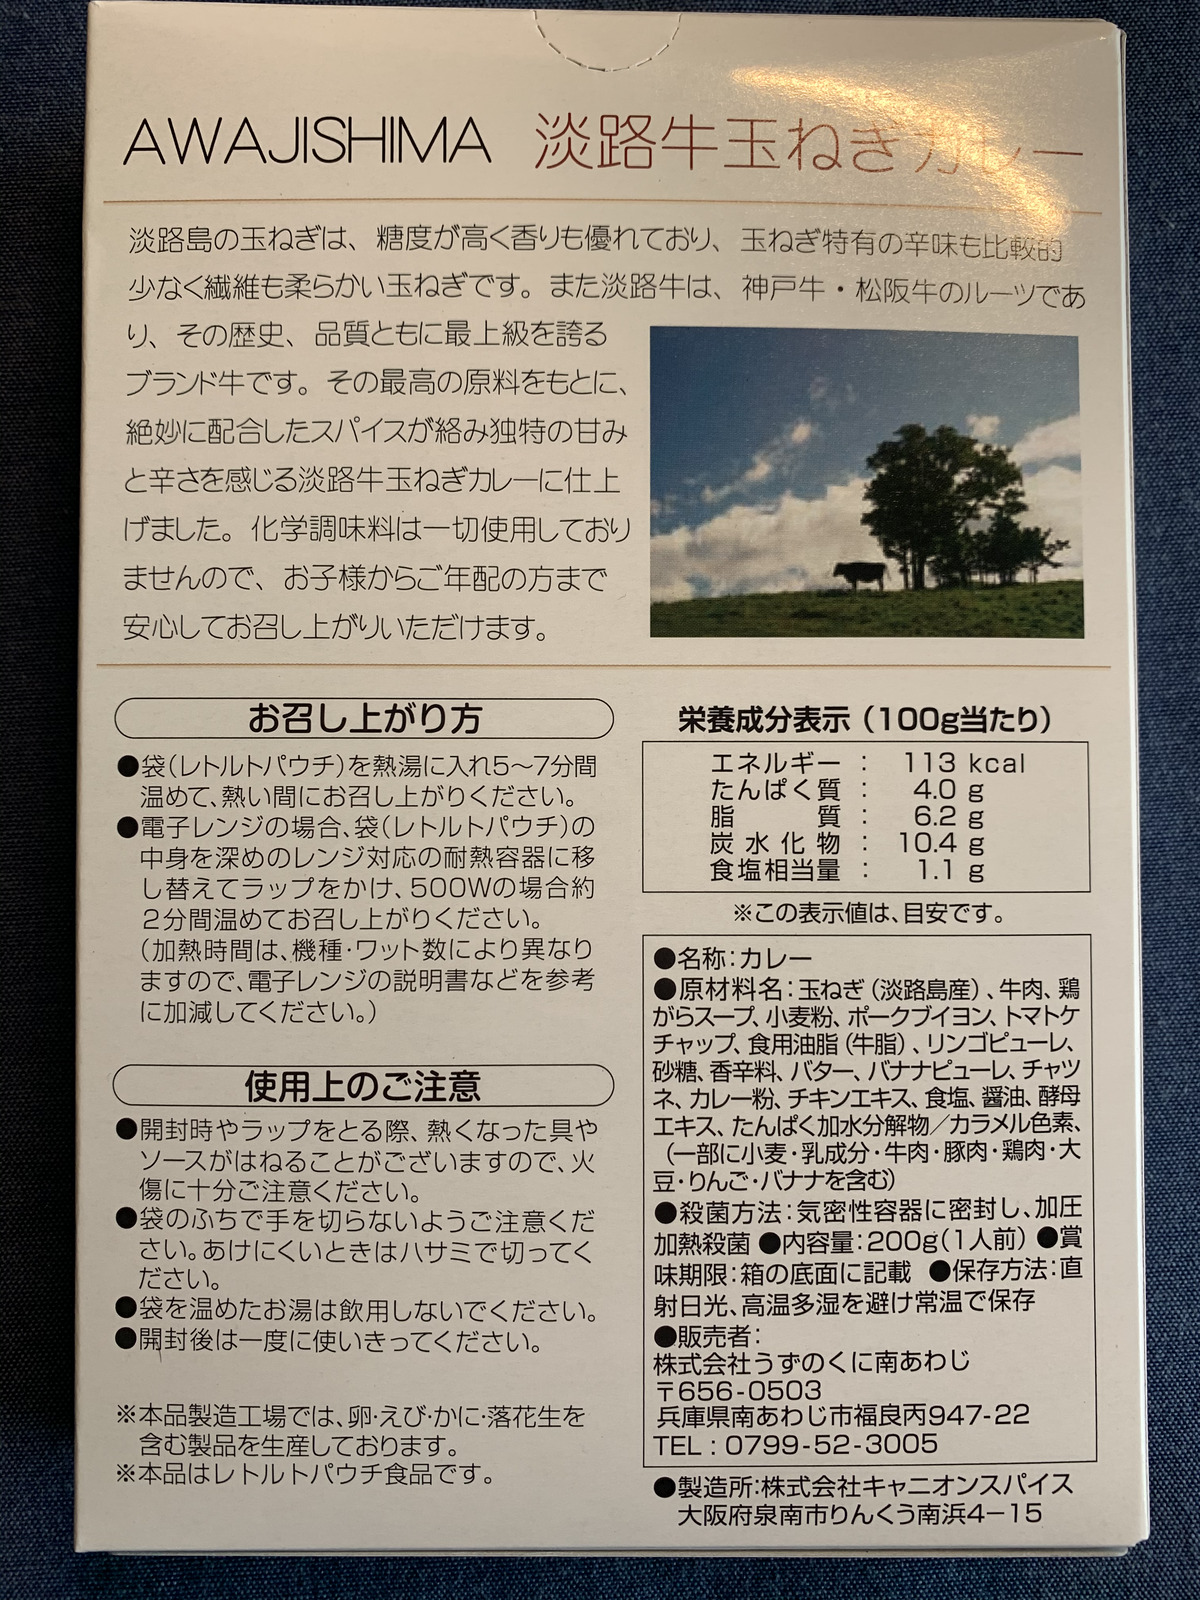 AWAJISHIMA 淡路牛玉ねぎカレー
淡路島の玉ねぎは、糖度が高く香りも優れており、玉ねぎ特有の辛味も比較的
少なく繊維も柔らかい玉ねぎです。また淡路牛は、神戸牛・松阪牛のルーツであ
り、その歴史、品質ともに最上級を誇る
ブランド牛です。その最高の原料をもとに、
絶妙に配合したスパイスが絡み独特の甘み
と辛さを感じる淡路牛玉ねぎカレーに仕上
げました。化学調味料は一切使用しており
ませんので、お子様からご年配の方まで
安心してお召し上がりいただけます。
お召し上がり方
●袋(レトルトパウチ)を熱湯に入れ5〜7分間
温めて、熱い間にお召し上がりください。
●電子レンジの場合、袋(レトルトパウチ)の
中身を深めのレンジ対応の耐熱容器に移
し替えてラップをかけ、500Wの場合約
2分間温めてお召し上がりください。
(加熱時間は、機種・ワット数により異なり
ますので、電子レンジの説明書などを参考
に加減してください。)
使用上のご注意
●開封時やラップをとる際、熱くなった具や
ソースがはねることがございますので、火
傷に十分ご注意ください。
●袋のふちで手を切らないようご注意くだ
さい。あけにくいときはハサミで切ってく
ださい。
●袋を温めたお湯は飲用しないでください。
●開封後は一度に使いきってください。
※本品製造工場では、卵・えび・かに・落花生を
含む製品を生産しております。
※本品はレトルトパウチ食品です。
栄養成分表示(100g当たり)
エネルギー : 113 kcal
たんぱく質 : 4.0 g
脂質 : 6.2 g
炭水化物 : 10.4 g
食塩相当量 : 1.1 g
※この表示値は、目安です。
●名称:カレー
●原材料名:玉ねぎ(淡路島産)、牛肉、鶏
がらスープ、小麦粉、ポークブイヨン、トマトケ
チャップ、食用油脂(牛脂)、リンゴピューレ、
砂糖、香辛料、バター、バナナピューレ、チャツ
ネ、カレー粉、チキンエキス、食塩、醤油、酵母
エキス、たんぱく加水分解物/カラメル色素、
(一部に小麦・乳成分・牛肉・豚肉・鶏肉・大
豆・りんご・バナナを含む)
●殺菌方法:気密性容器に密封し、加圧
加熱殺菌 ●内容量:200g(1人前) ●賞
味期限:箱の底面に記載 ●保存方法:直
射日光、高温多湿を避け常温で保存
●販売者:
株式会社うずのくに南あわじ
〒656-0503
兵庫県南あわじ市福良丙947-22
TEL : 0799-52-3005
●製造所:株式会社キャニオンスパイス
大阪府泉南市りんくう南浜4−15